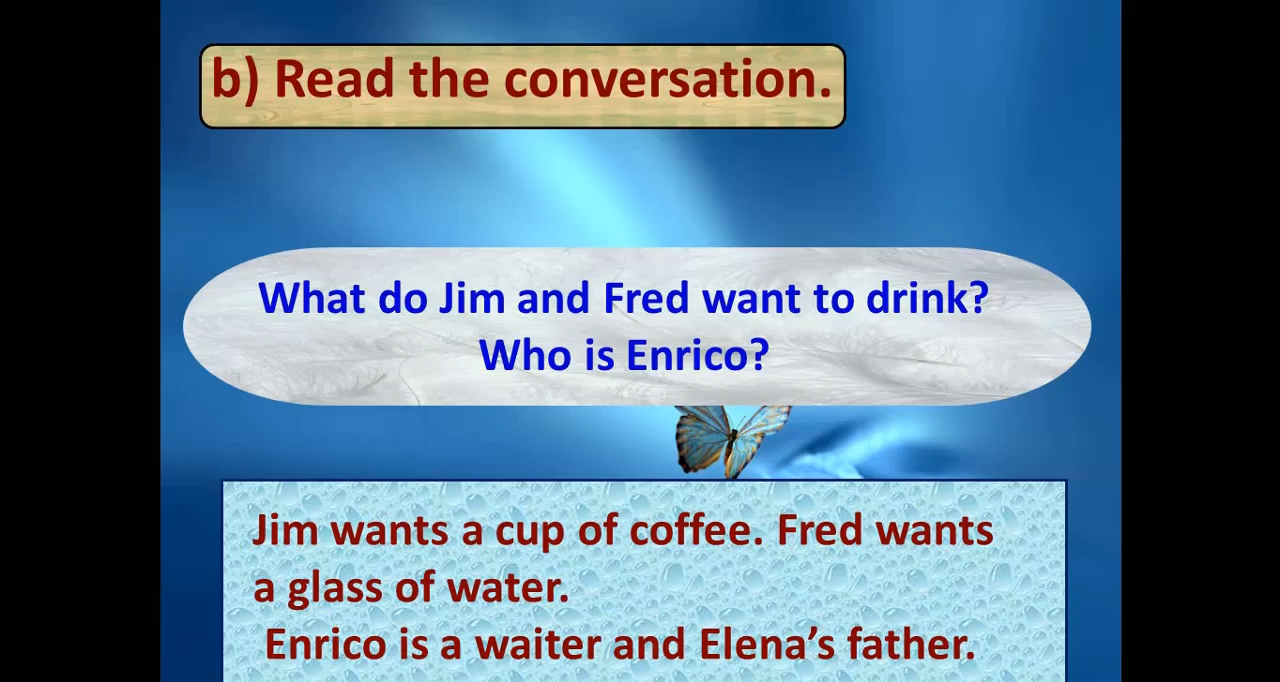 b) Read the conversation.
What do Jim and Fred want to drink?
Who is Enrico?
Jim wants a cup of coffee. Fred wants
a glass of water.
Enrico is a waiter and Elena’s father.